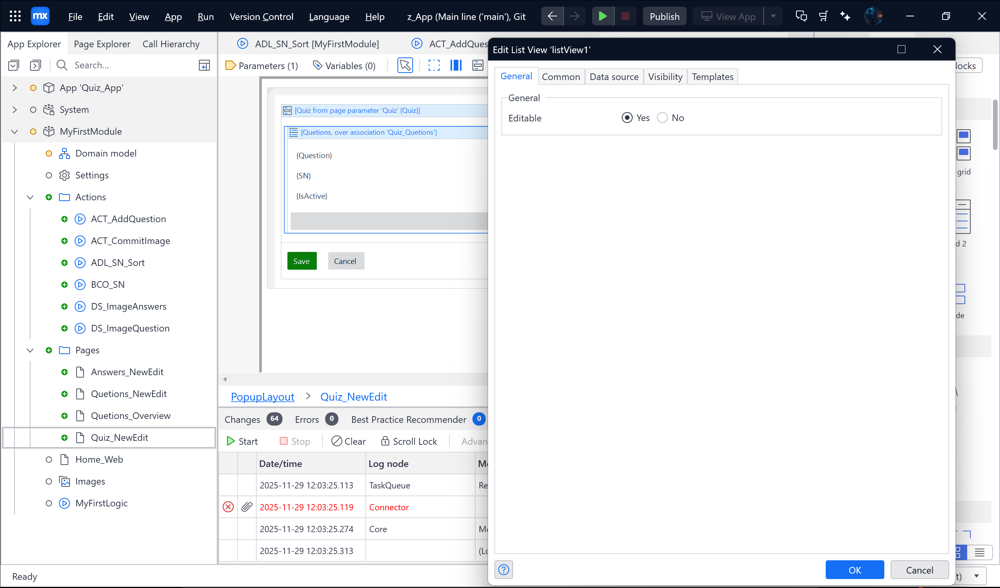 mx File Edit View App Run Version Control Language Help z_App (Main line ('main'), Git Publish View App
App Explorer Page Explorer Call Hierarchy
Search...
App 'Quiz_App'
System
MyFirstModule
Domain model
Settings
Actions
ACT_AddQuestion
ACT_CommitImage
ADL_SN_Sort
BCO_SN
DS_ImageAnswers
DS_ImageQuestion
Pages
Answers_NewEdit
Quetions_NewEdit
Quetions_Overview
Quiz_NewEdit
Home_Web
Images
MyFirstLogic
ADL_SN_Sort [MyFirstModule] ACT_AddQues
Parameters (1) Variables (0)
[Quiz from page parameter 'Quiz' (Quiz)]
[Quetions, over association 'Quiz_Quetions']
{Question}
{SN}
{IsActive}
Save Cancel
PopupLayout > Quiz_NewEdit
Changes 64 Errors 0 Best Practice Recommender 0
Start Stop Clear Scroll Lock Advan
Date/time Log node Me
2025-11-29 12:03:25.113 TaskQueue Re
2025-11-29 12:03:25.119 Connector
2025-11-29 12:03:25.274 Core Me
2025-11-29 12:03:25.313 (Lo
Edit List View 'listView1'
General Common Data source Visibility Templates
General
Editable Yes No
? OK Cancel
locks
grid
d 2
de
t)
Ready